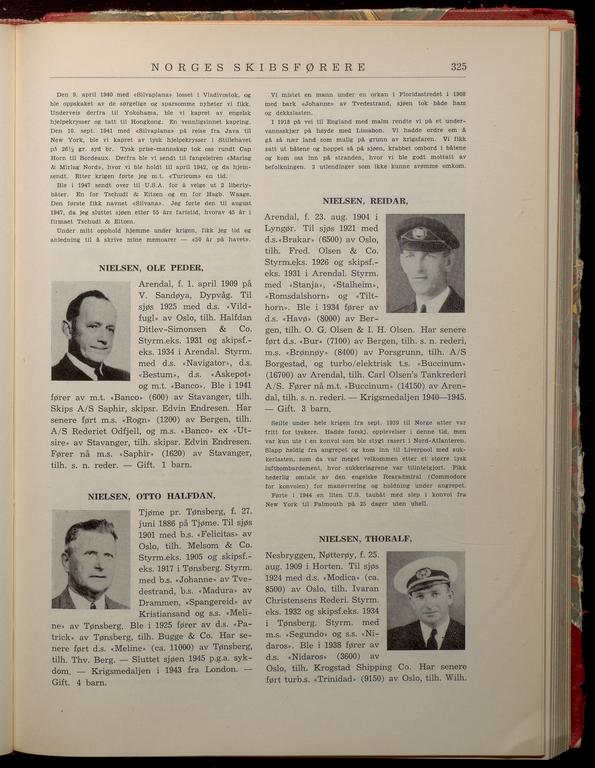 NORGES SKIBSFØRERE 325
Den 9. april 1940 med «Silvaplana» losset i Vladivostok, og
ble oppskaket av de sørgelige og sparsomme nyheter vi fikk.
Underveis derfra til Yokohama, ble vi kapret av engelsk
hjelpekrysser og tatt til Hongkong. En vennligsinnet kapring.
Den 10. sept. 1941 med «Silvaplana» på reise fra Java til
New York, ble vi kapret av tysk hjelpekrysser i Stillehavet
på 26½ gr. syd br. Tysk prise-mannskap tok oss rundt Cap
Horn til Bordeaux. Derfra ble vi sendt til fangeleiren «Marlag
& Mirlag Nord», hvor vi ble holdt til april 1942, og da hjem-
sendt. Etter krigen førte jeg m.t. «Turicum» en tid.
Ble i 1947 sendt over til U.S.A. for å velge ut 2 liberty-
båter. En for Tschudi & Eitzen og en for Hagb. Waage.
Den første fikk navnet «Silvana». Jeg førte den til august
1947, da jeg sluttet sjøen etter 55 års fartstid, hvorav 45 år i
firmaet Tschudi & Eitzen.
Under mitt opphold hjemme under krigen, fikk jeg tid og
anledning til å skrive mine memoarer — «50 år på havet».
NIELSEN, OLE PEDER,
Arendal, f. 1. april 1909 på
V. Sandøya, Dypvåg. Til
sjøs 1925 med d.s. «Vild-
fugl» av Oslo, tilh. Halfdan
Ditlev-Simonsen & Co.
Styrm.eks. 1931 og skipsf.-
eks. 1934 i Arendal. Styrm.
med d.s. «Navigator», d.s.
«Bestum», d.s. «Askepot»
og m.t. «Banco». Ble i 1941
fører av m.t. «Banco» (600) av Stavanger, tilh.
Skips A/S Saphir, skipsr. Edvin Endresen. Har
senere ført m.s. «Rogn» (1200) av Bergen, tilh.
A/S Rederiet Odfjell, og m.s. «Banco» ex «Ut-
sire» av Stavanger, tilh. skipsr. Edvin Endresen.
Fører nå m.s. «Saphir» (1620) av Stavanger,
tilh. s. n. reder. — Gift. 1 barn.
NIELSEN, OTTO HALFDAN,
Tjøme pr. Tønsberg, f. 27.
juni 1886 på Tjøme. Til sjøs
1901 med b.s. «Felicitas» av
Oslo, tilh. Melsom & Co.
Styrm.eks. 1905 og skipsf.-
eks. 1917 i Tønsberg. Styrm.
med b.s. «Johanne» av Tve-
destrand, b.s. «Madura» av
Drammen, «Spangereid» av
Kristiansand og s.s. «Meli-
ne» av Tønsberg. Ble i 1925 fører av d.s. «Pa-
trick» av Tønsberg, tilh. Bugge & Co. Har se-
nere ført d.s. «Meline» (ca. 11000) av Tønsberg,
tilh. Thv. Berg. — Sluttet sjøen 1945 p.g.a. syk-
dom. — Krigsmedaljen i 1943 fra London. —
Gift. 4 barn.
Vi mistet en mann under en orkan i Floridastredet i 1908
med bark «Johanne» av Tvedestrand, sjøen tok både ham
og dekkslasten.
I 1918 på vei til England med malm rendte vi på et under-
vannsskjær på høyde med Lissabon. Vi hadde ordre om å
gå så nær land som mulig på grunn av krigsfaren. Vi fikk
satt ut båtene og hoppet så på sjøen, krabbet ombord i båtene
og kom oss inn på stranden, hvor vi ble godt mottatt av
befolkningen. 3 utlendinger som ikke kunne svømme omkom.
NIELSEN, REIDAR,
Arendal, f. 23. aug. 1904 i
Lyngør. Til sjøs 1921 med
d.s.«Brakar» (6500) av Oslo,
tilh. Fred. Olsen & Co.
Styrm.eks. 1926 og skipsf.-
eks. 1931 i Arendal. Styrm.
med «Stanja», «Stalheim»,
«Romsdalshorn» og «Tilt-
horn». Ble i 1934 fører av
d.s. «Havø» (8000) av Ber-
gen, tilh. O. G. Olsen & I. H. Olsen. Har senere
ført d.s. «Bur» (7100) av Bergen, tilh. s. n. rederi,
m.s. «Brønnøy» (8400) av Porsgrunn, tilh. A/S
Borgestad, og turbo/elektrisk t.s. «Buccinum»
(16700) av Arendal, tilh. Carl Olsen's Tankrederi
A/S. Fører nå m.t. «Buccinum» (14150) av Aren-
dal, tilh. s. n. rederi. — Krigsmedaljen 1940—1945.
— Gift. 3 barn.
Seilte under hele krigen fra sept. 1939 til Norge atter var
fritt for tyskere. Hadde forskj. opplevelser i denne tid, men
var kun ute i en konvoi som ble stygt rasert i Nord-Atlanteren.
Slapp heldig fra angrepet og kom inn til Liverpool med suk-
kerlasten, som da var meget velkommen etter et større tysk
luftbombardement, hvor sukkerlagrene var tilintetgjort. Fikk
hederlig omtale av den engelske Rearadmiral (Commodore
for konvoien) for manøvrering og holdning under angrepet.
Førte i 1944 en liten U.S. taubåt med slep i konvoi fra
New York til Falmouth på 25 dager uten uhell.
NIELSEN, THORALF,
Nesbryggen, Nøtterøy, f. 25.
aug. 1909 i Horten. Til sjøs
1924 med d.s. «Modica» (ca.
8500) av Oslo, tilh. Ivaran
Christensens Rederi. Styrm.
eks. 1932 og skipsf.eks. 1934
i Tønsberg. Styrm. med
m.s. «Segundo» og s.s. «Ni-
daros». Ble i 1938 fører av
d.s. «Nidaros» (3600) av
Oslo, tilh. Krogstad Shipping Co. Har senere
ført turb.s. «Trinidad» (9150) av Oslo, tilh. Wilh.